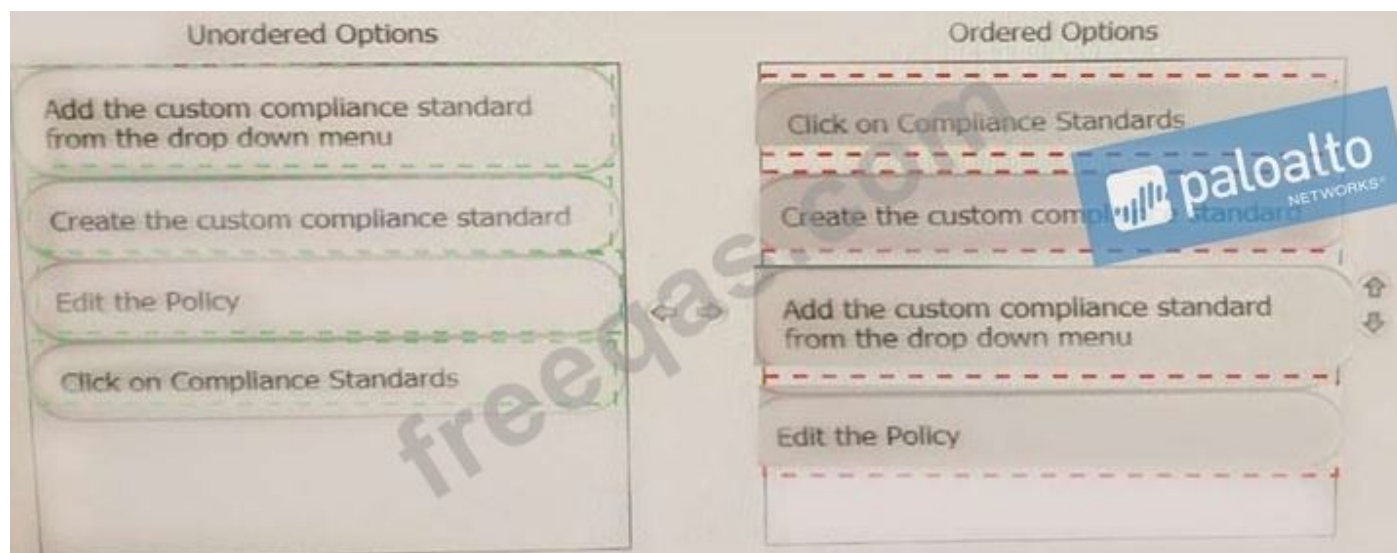 Unordered Options
Add the custom compliance standard
from the drop down menu
Create the custom compliance standard
Edit the Policy
Click on Compliance Standards
Ordered Options
Click on Compliance Standards
Create the custom compliance standard
Add the custom compliance standard
from the drop down menu
Edit the Policy
paloalto
NETWORKS
freeqas.com